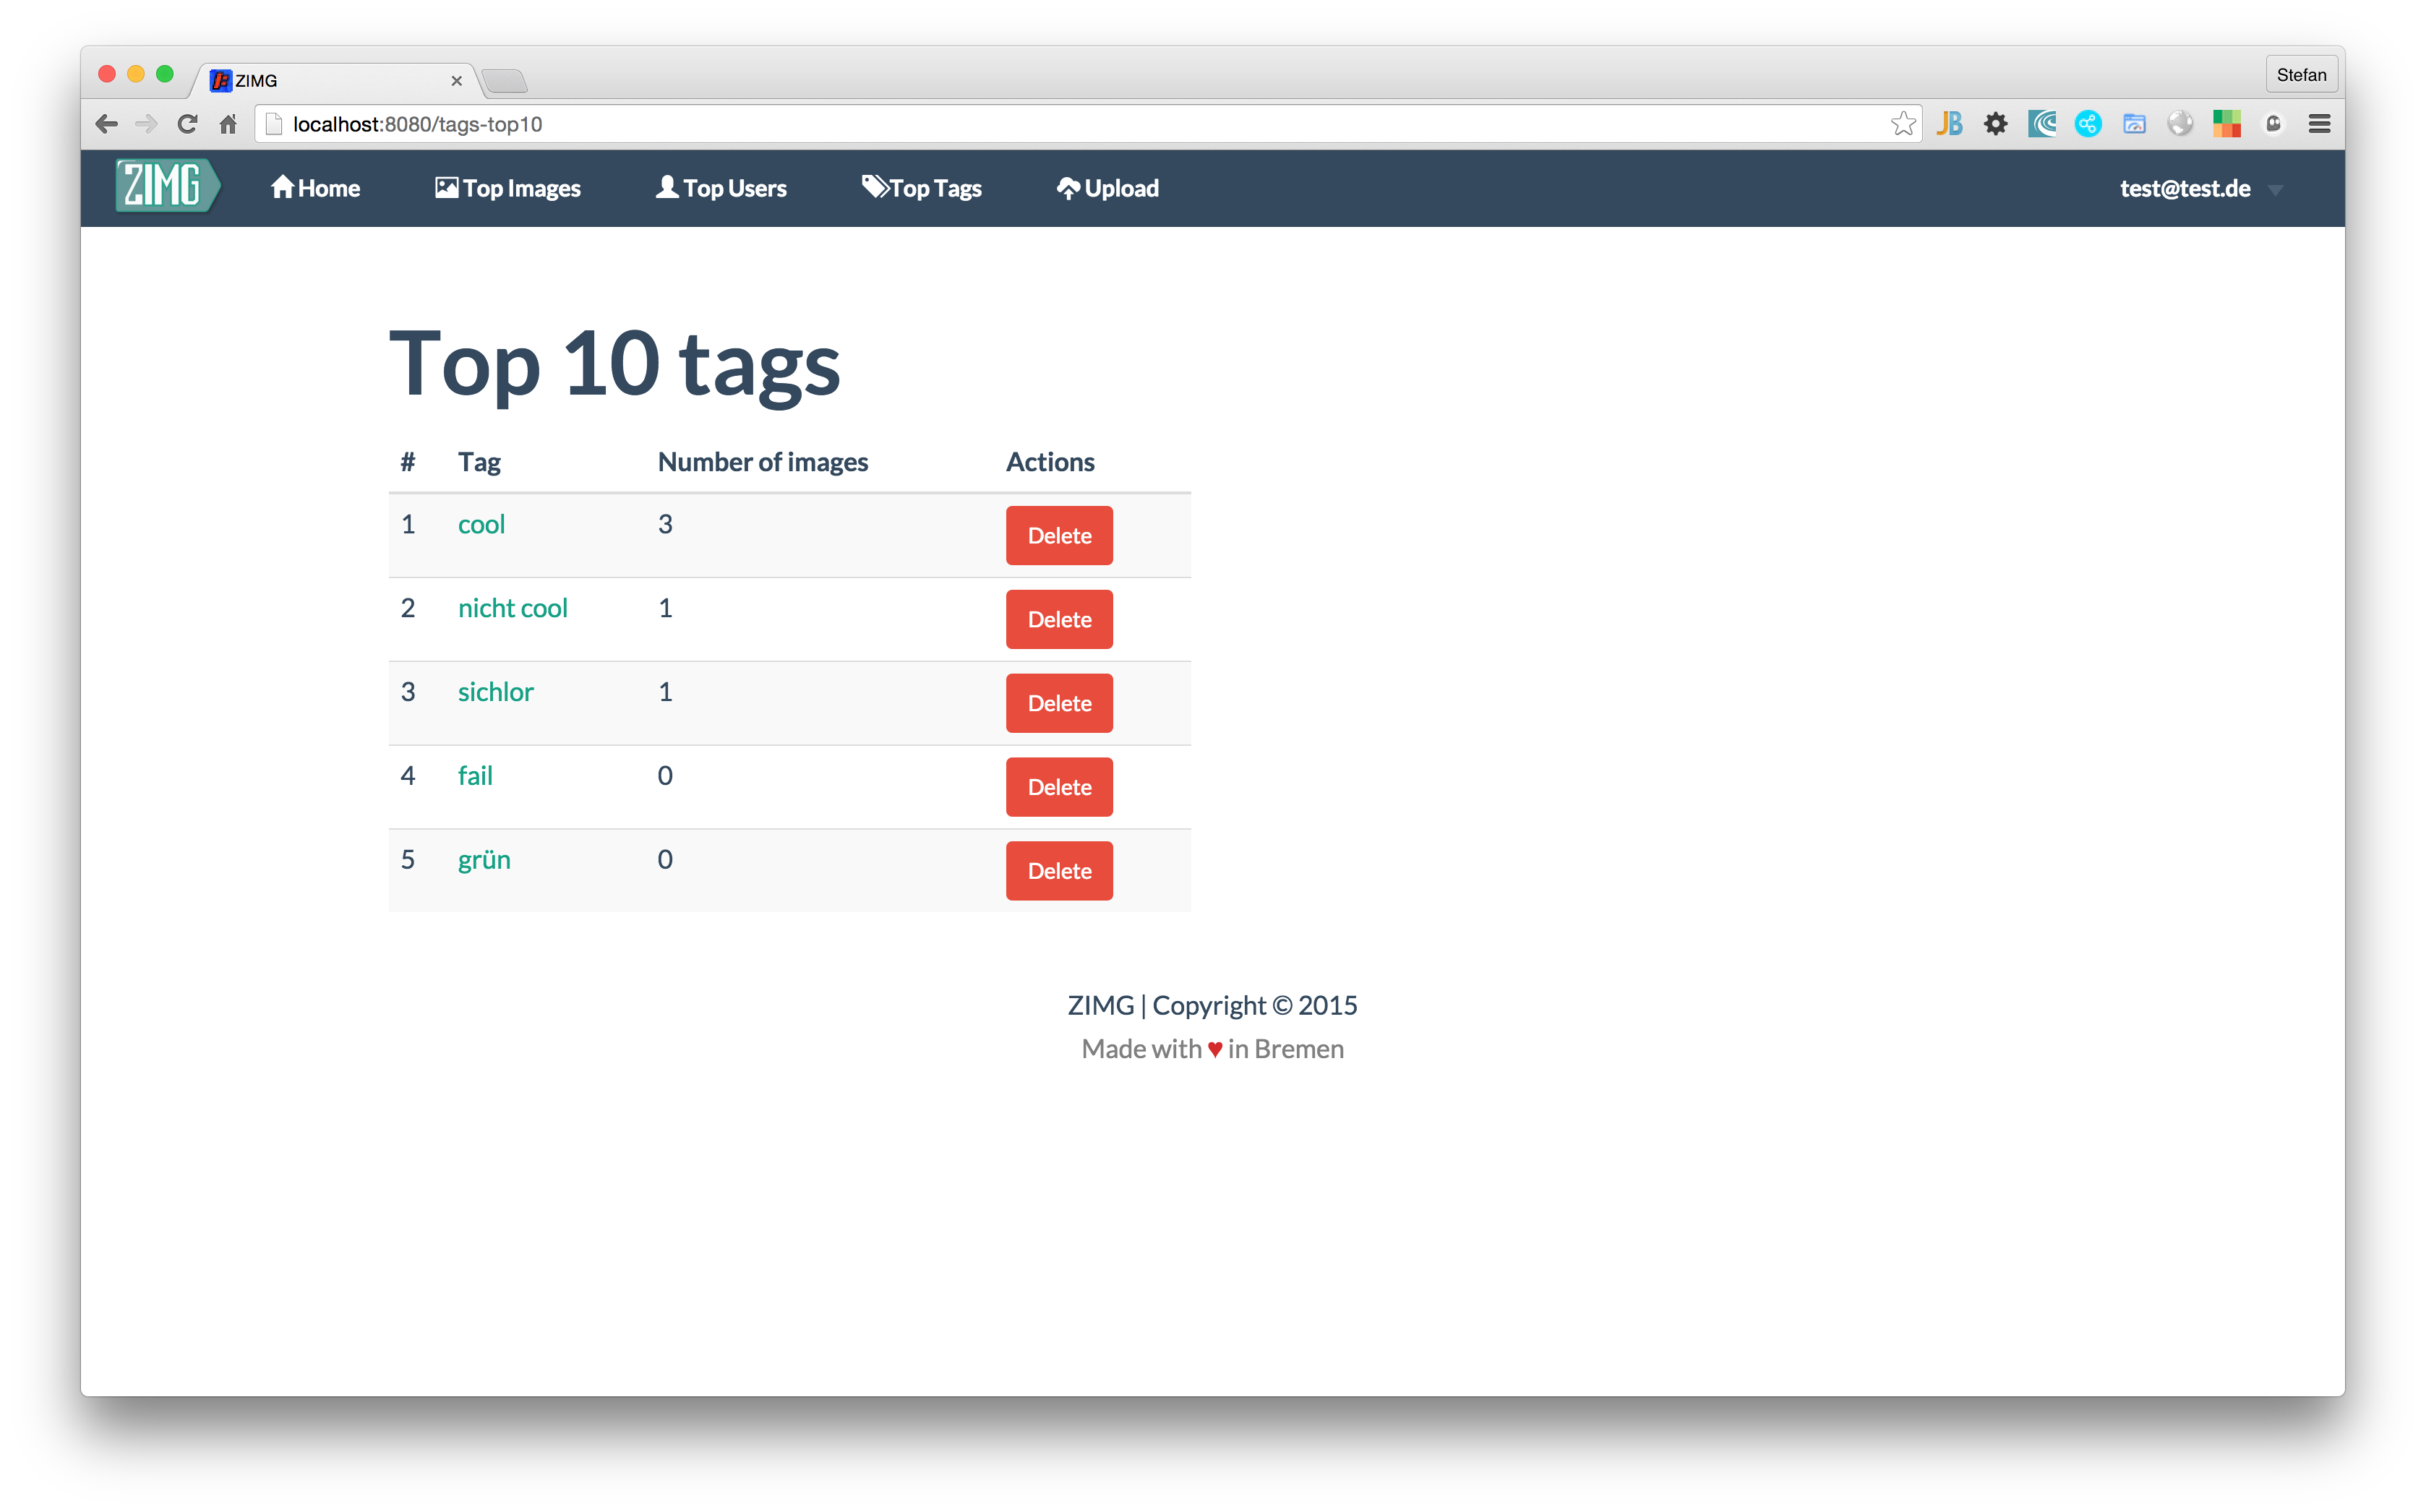 ZIMG
Stefan
localhost:8080/tags-top10
JB
ZIMG Home Top Images Top Users Top Tags Upload test@test.de
Top 10 tags
# Tag Number of images Actions
1 cool 3 Delete
2 nicht cool 1 Delete
3 sichlor 1 Delete
4 fail 0 Delete
5 grün 0 Delete
ZIMG | Copyright © 2015
Made with ♥ in Bremen